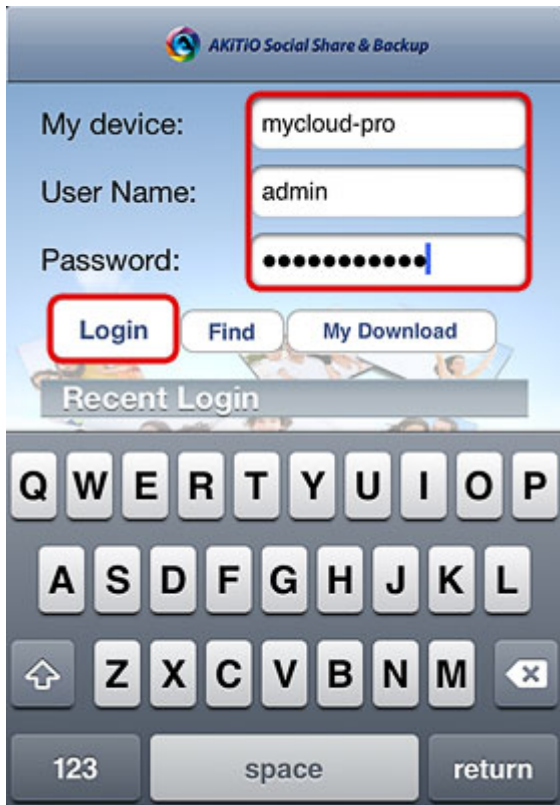 AKiTiO Social Share & Backup
My device: mycloud-pro
User Name: admin
Password: ●●●●●●●●●●●
Login Find My Download
Recent Login
Q W E R T Y U I O P
A S D F G H J K L
Z X C V B N M
123 space return